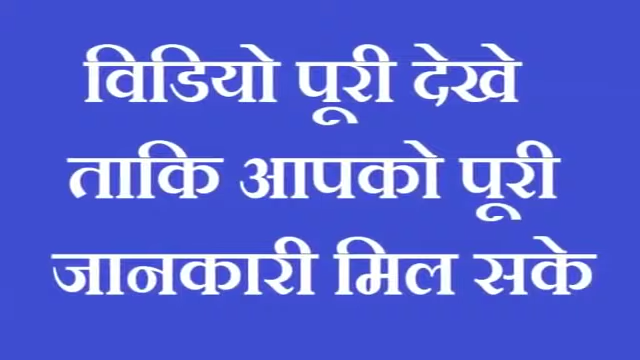 विडियो पूरी देखे
ताकि आपको पूरी
जानकारी मिल सके